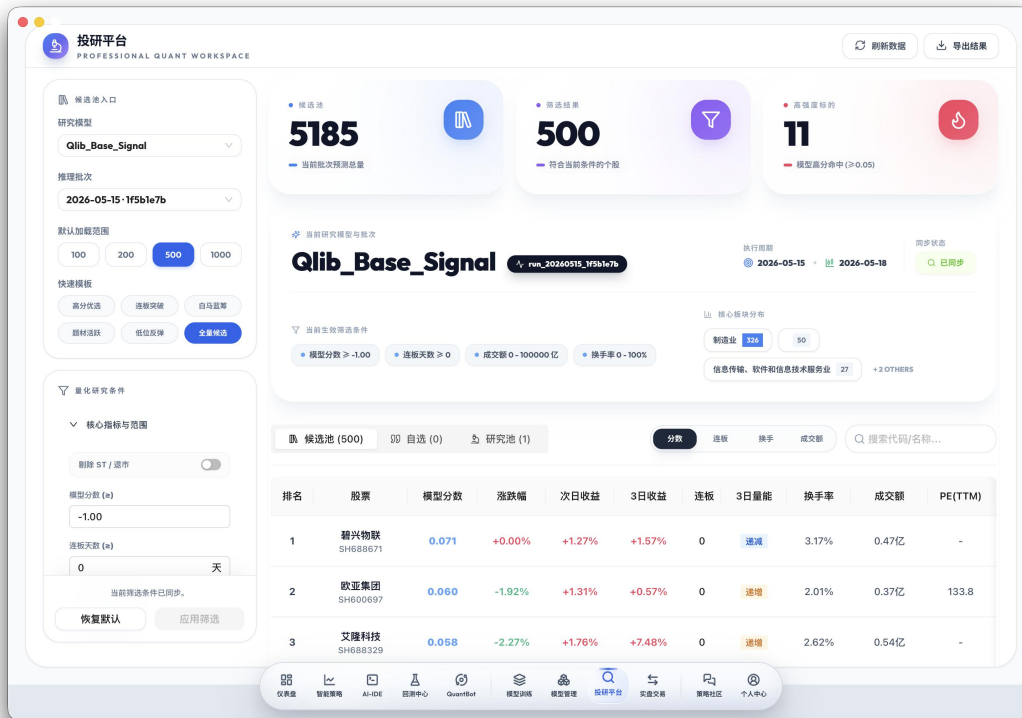 投研平台
PROFESSIONAL QUANT WORKSPACE
刷新数据
导出结果
候选池入口
研究模型
Qlib_Base_Signal
推理批次
2026-05-15·1f5b1e7b
默认加载范围
100 200 500 1000
快速模板
高分优选 连板突破 白马蓝筹
题材活跃 低位反弹 全量候选
量化研究条件
核心指标与范围
剔除 ST / 退市
模型分数 (≥)
-1.00
连板天数 (≥)
0 天
当前筛选条件已同步。
恢复默认 应用筛选
候选池
5185
当前批次预测总量
筛选结果
500
符合当前条件的个股
高强度标的
11
模型高分命中 (≥0.05)
当前研究模型与批次
Qlib_Base_Signal run_20260515_1f5b1e7b
执行周期
2026-05-15 2026-05-18
同步状态
已同步
当前生效筛选条件
模型分数 ≥ -1.00 连板天数 ≥ 0 成交额 0 - 100000 亿 换手率 0 - 100%
核心板块分布
制造业 326 50
信息传输、软件和信息技术服务业 27 +2 OTHERS
候选池 (500) 自选 (0) 研究池 (1)
分数 连板 换手 成交额
搜索代码/名称...
排名 股票 模型分数 涨跌幅 次日收益 3日收益 连板 3日量能 换手率 成交额 PE(TTM)
1 碧兴物联 SH688671 0.071 +0.00% +1.27% +1.57% 0 递减 3.17% 0.47亿 -
2 欧亚集团 SH600697 0.060 -1.92% +1.31% +0.57% 0 递增 2.01% 0.37亿 133.8
3 艾隆科技 SH688329 0.058 -2.27% +1.76% +7.48% 0 递增 2.62% 0.54亿 -
仪表盘 智能策略 AI-IDE 回测中心 QuantBot 模型训练 模型管理 投研平台 实盘交易 策略社区 个人中心